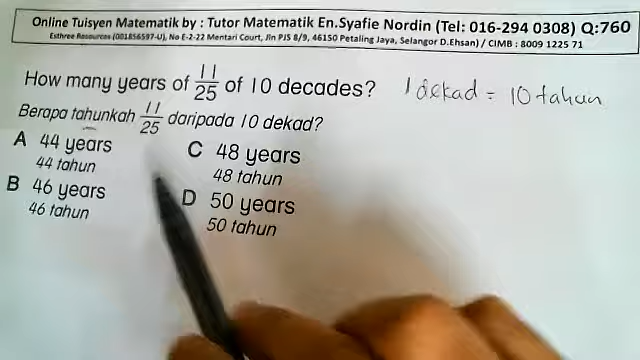 Online Tuisyen Matematik by : Tutor Matematik En.Syafie Nordin (Tel: 016-294 0308) Q:760
Esthree Resources (001856597-U), No E-2-22 Mentari Court, Jln PJS 8/9, 46150 Petaling Jaya, Selangor D.Ehsan) / CIMB : 8009 1225 71
How many years of 11/25 of 10 decades? 1 dekad = 10 tahun
Berapa tahunkah 11/25 daripada 10 dekad?
A 44 years
44 tahun
B 46 years
46 tahun
C 48 years
48 tahun
D 50 years
50 tahun